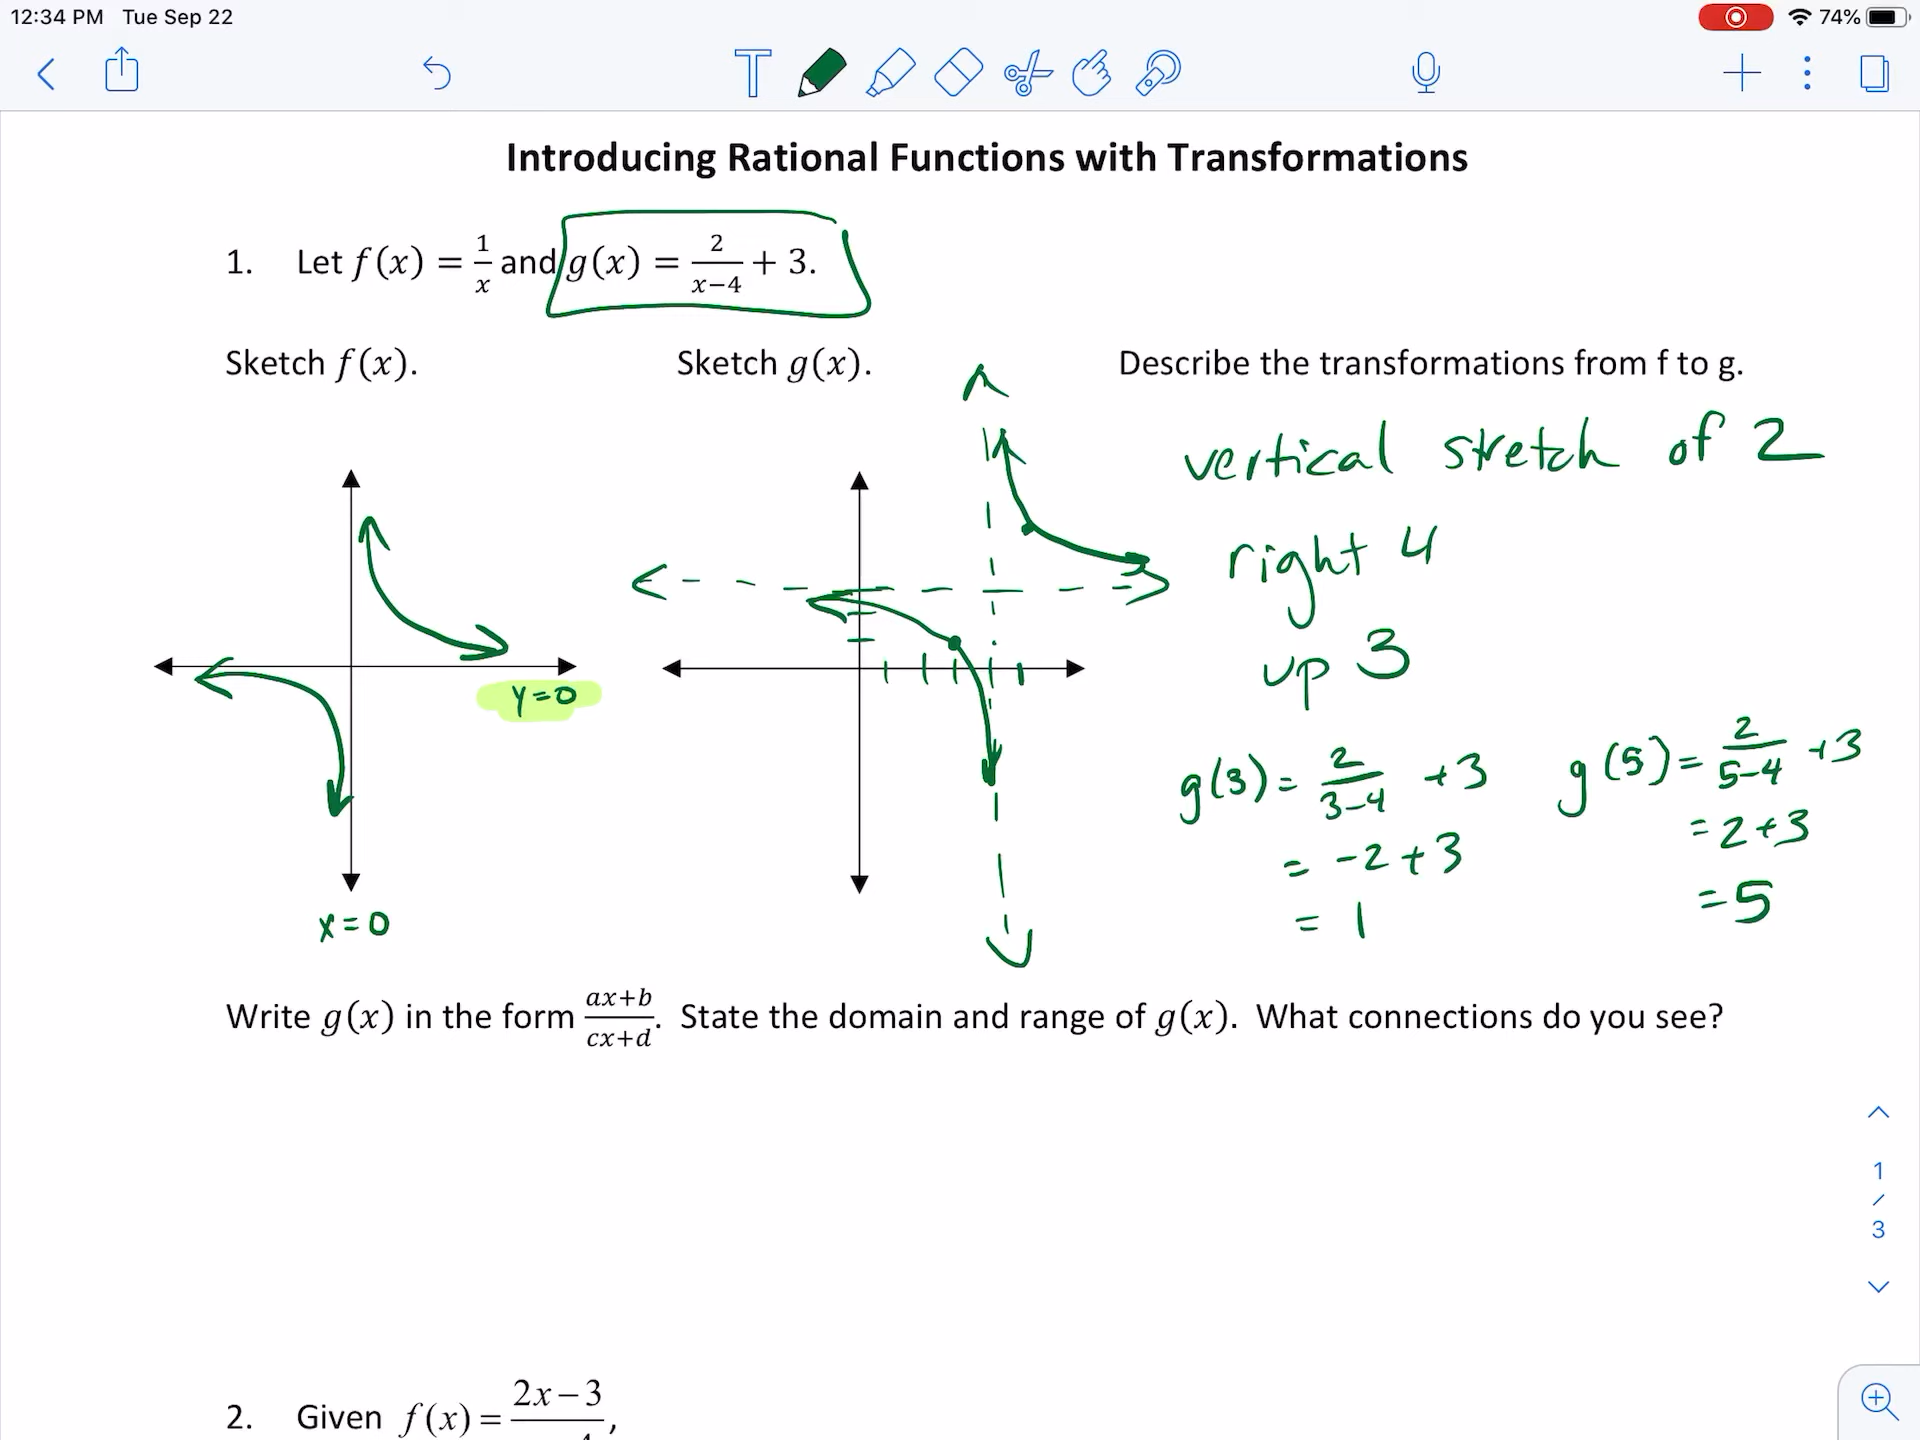 12:34 PM Tue Sep 22
74%
T
Introducing Rational Functions with Transformations
1. Let f(x) = 1/x and g(x) = 2/(x−4) + 3.
Sketch f(x). Sketch g(x). Describe the transformations from f to g.
vertical stretch of 2
right 4
up 3
y=0
x=0
g(3) = 2/(3-4) +3
= -2+3
= 1
g(5) = 2/(5-4) +3
= 2+3
= 5
Write g(x) in the form (ax+b)/(cx+d). State the domain and range of g(x). What connections do you see?
1
/
3
2. Given f(x) = 2x−3
,